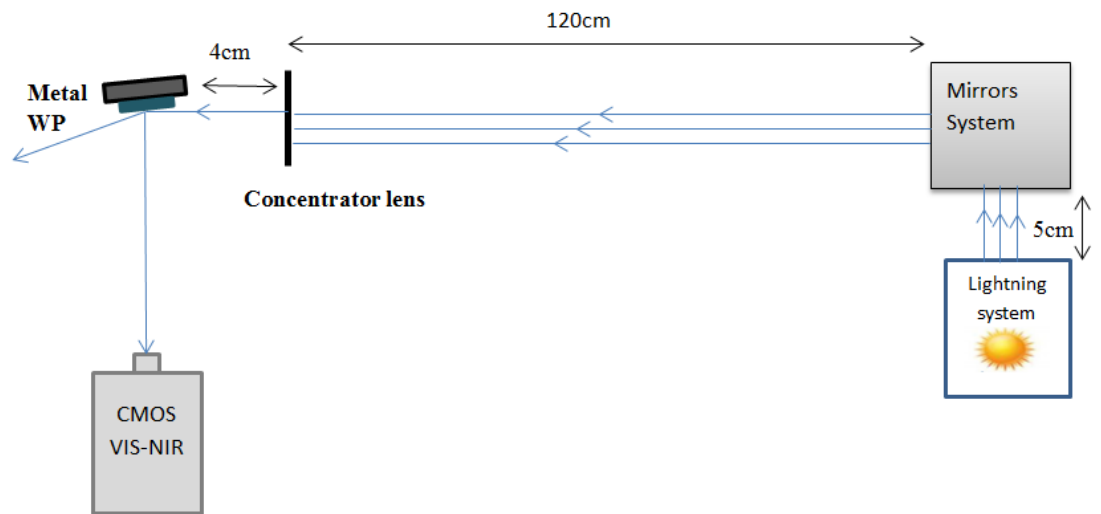 120cm
4cm
Metal
WP
Mirrors
System
Concentrator lens
5cm
Lightning
system
CMOS
VIS-NIR